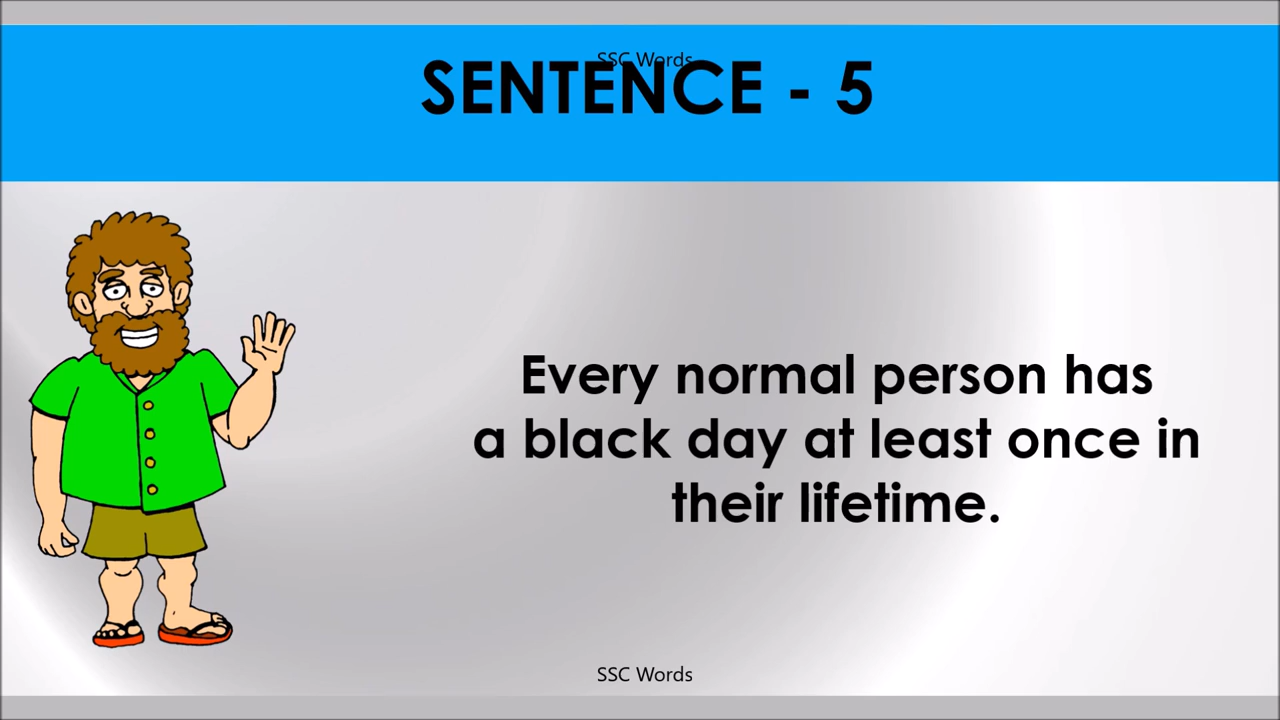 SSC Words
SENTENCE - 5
Every normal person has
a black day at least once in
their lifetime.
SSC Words